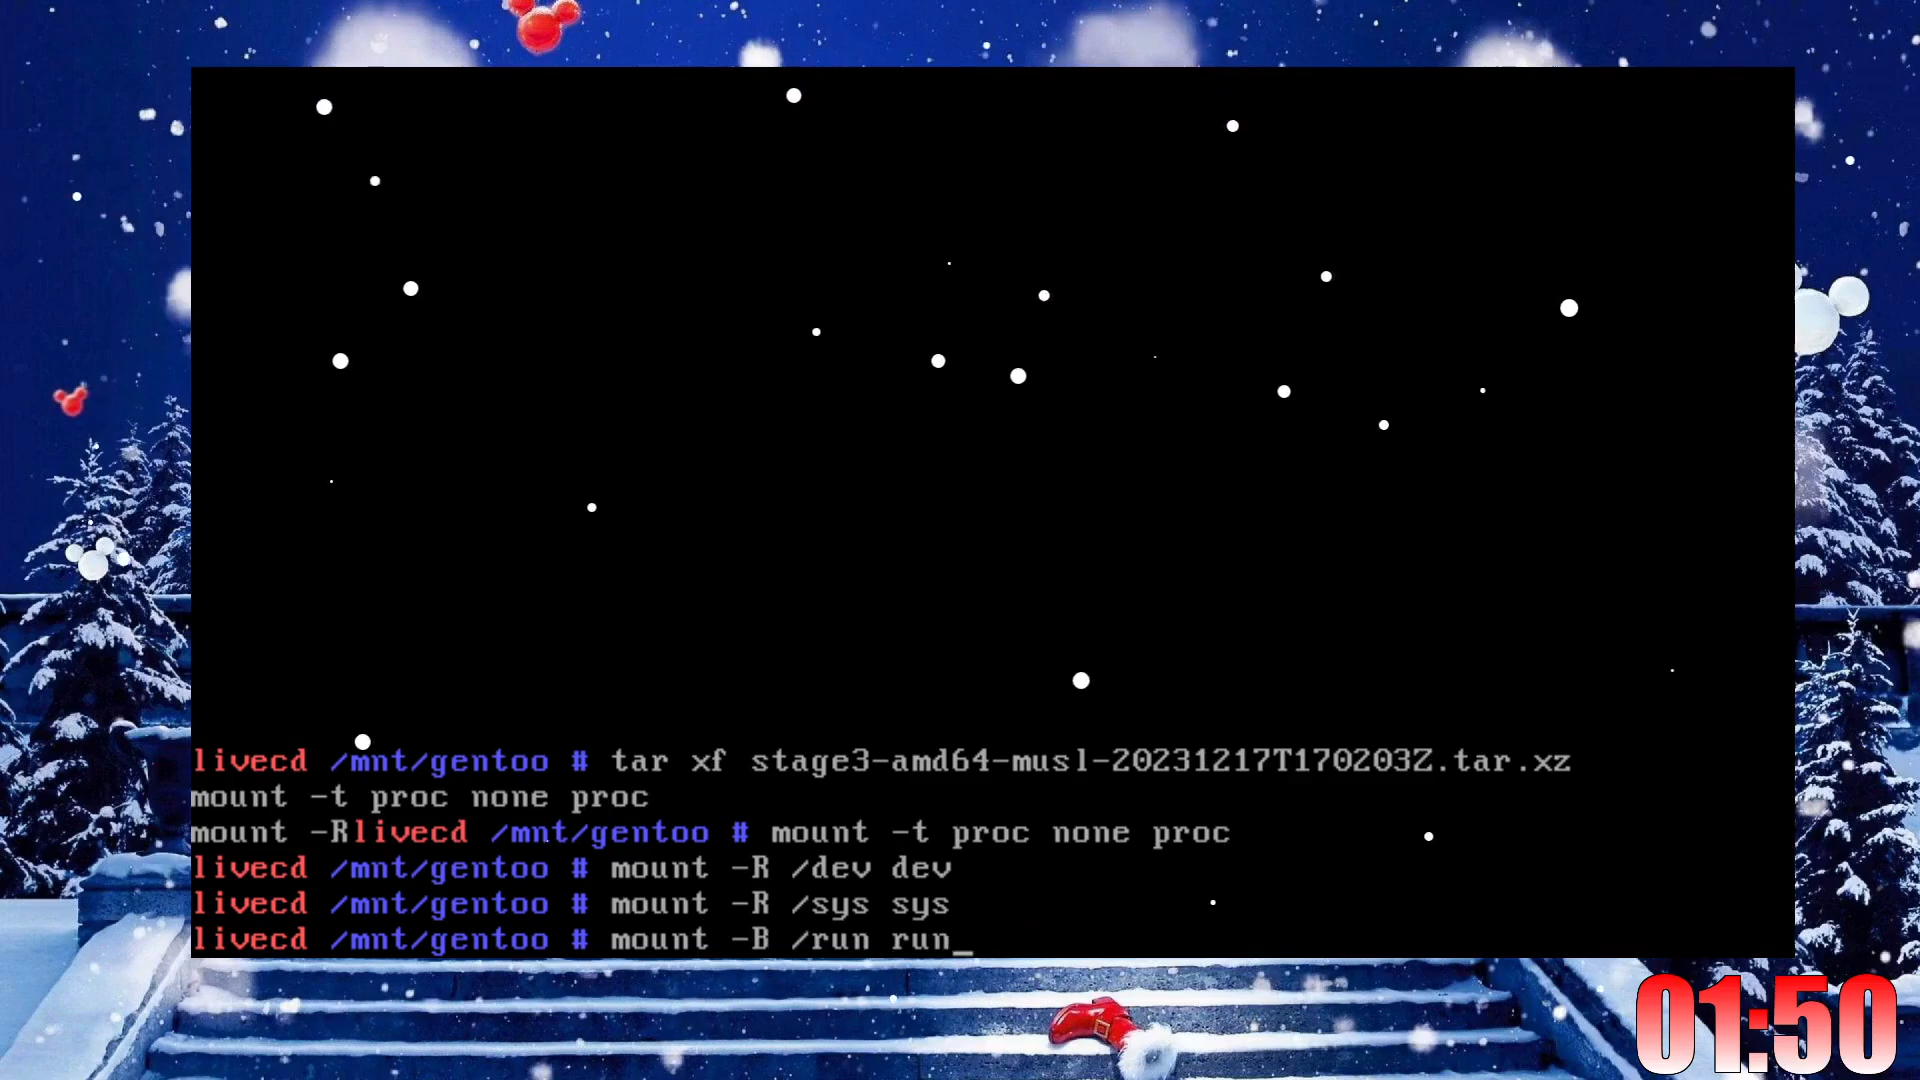 livecd /mnt/gentoo # tar xf stage3-amd64-musl-20231217T170203Z.tar.xz
mount -t proc none proc
mount -Rlivecd /mnt/gentoo # mount -t proc none proc
livecd /mnt/gentoo # mount -R /dev dev
livecd /mnt/gentoo # mount -R /sys sys
livecd /mnt/gentoo # mount -B /run run_
01:50